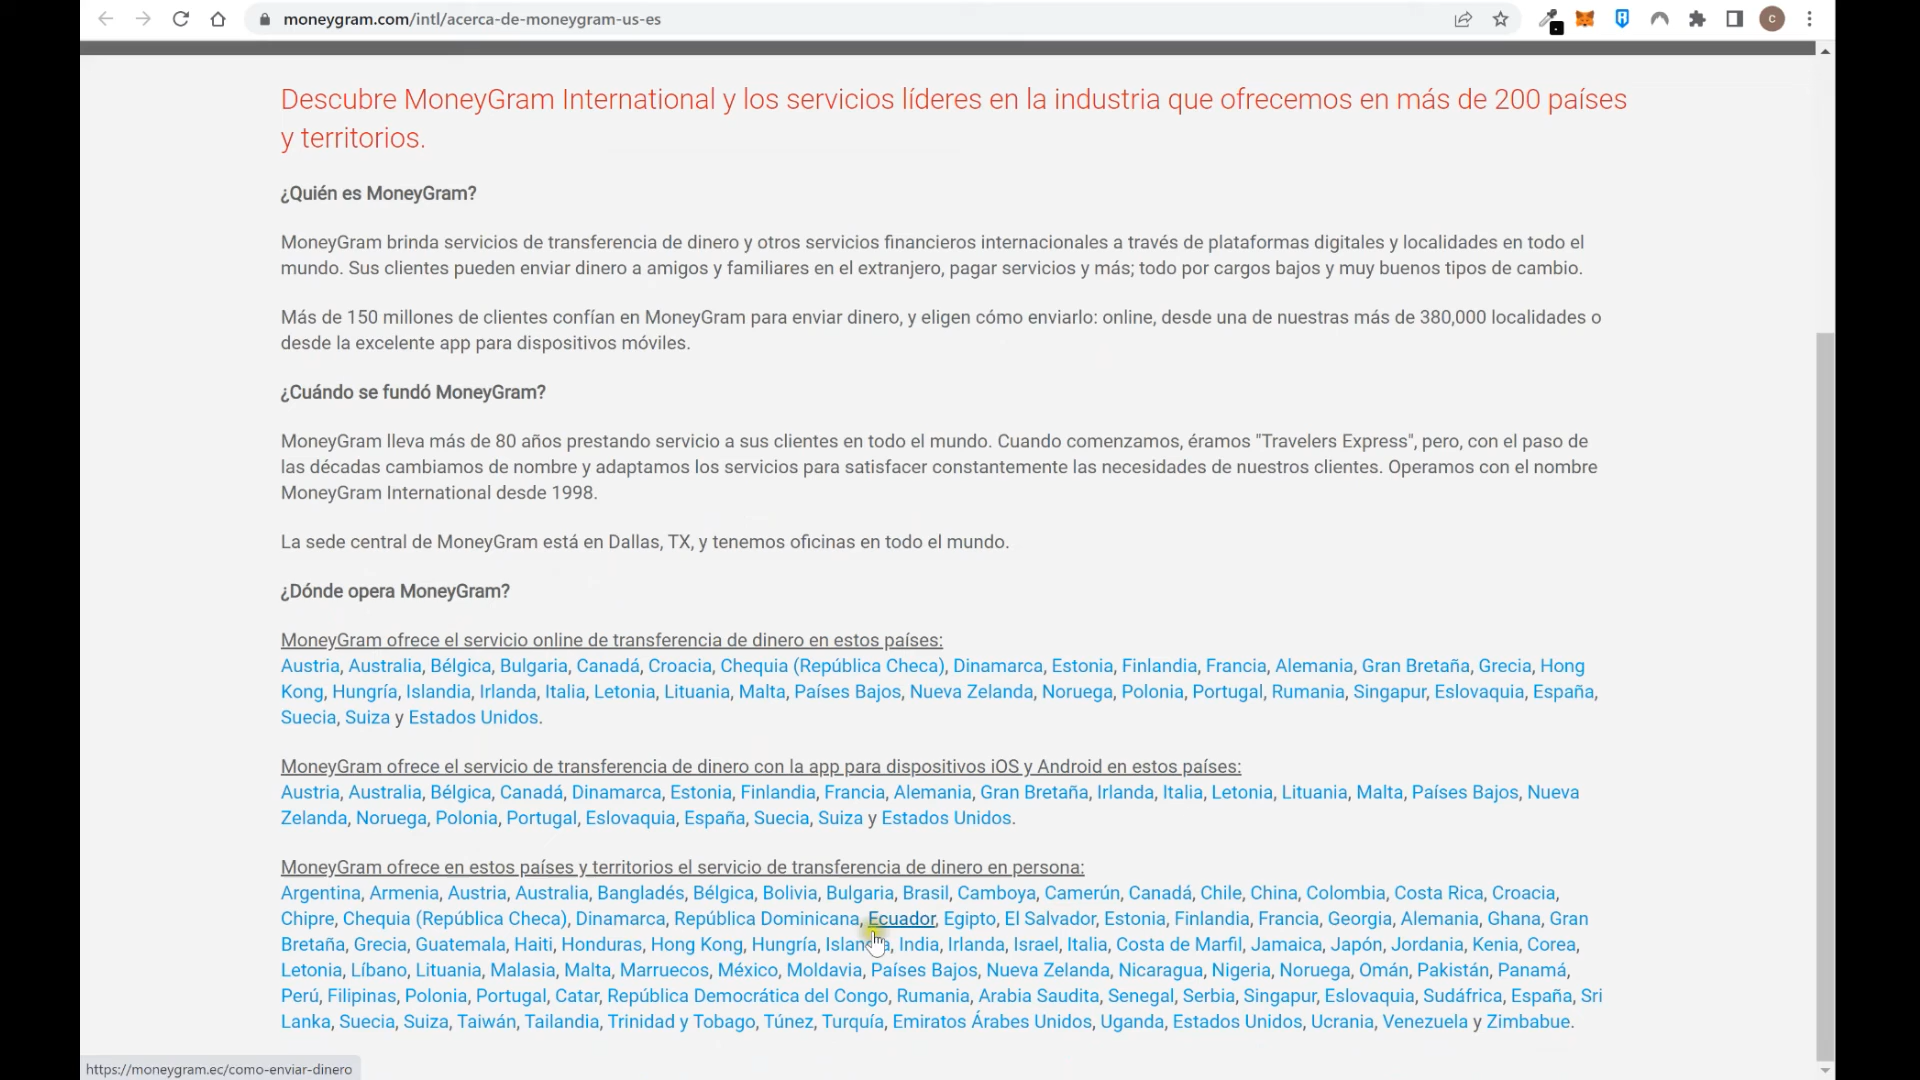 moneygram.com/intl/acerca-de-moneygram-us-es
C
Descubre MoneyGram International y los servicios líderes en la industria que ofrecemos en más de 200 países
y territorios.
¿Quién es MoneyGram?
MoneyGram brinda servicios de transferencia de dinero y otros servicios financieros internacionales a través de plataformas digitales y localidades en todo el
mundo. Sus clientes pueden enviar dinero a amigos y familiares en el extranjero, pagar servicios y más; todo por cargos bajos y muy buenos tipos de cambio.
Más de 150 millones de clientes confían en MoneyGram para enviar dinero, y eligen cómo enviarlo: online, desde una de nuestras más de 380,000 localidades o
desde la excelente app para dispositivos móviles.
¿Cuándo se fundó MoneyGram?
MoneyGram lleva más de 80 años prestando servicio a sus clientes en todo el mundo. Cuando comenzamos, éramos "Travelers Express", pero, con el paso de
las décadas cambiamos de nombre y adaptamos los servicios para satisfacer constantemente las necesidades de nuestros clientes. Operamos con el nombre
MoneyGram International desde 1998.
La sede central de MoneyGram está en Dallas, TX, y tenemos oficinas en todo el mundo.
¿Dónde opera MoneyGram?
MoneyGram ofrece el servicio online de transferencia de dinero en estos países:
Austria, Australia, Bélgica, Bulgaria, Canadá, Croacia, Chequia (República Checa), Dinamarca, Estonia, Finlandia, Francia, Alemania, Gran Bretaña, Grecia, Hong
Kong, Hungría, Islandia, Irlanda, Italia, Letonia, Lituania, Malta, Países Bajos, Nueva Zelanda, Noruega, Polonia, Portugal, Rumania, Singapur, Eslovaquia, España,
Suecia, Suiza y Estados Unidos.
MoneyGram ofrece el servicio de transferencia de dinero con la app para dispositivos iOS y Android en estos países:
Austria, Australia, Bélgica, Canadá, Dinamarca, Estonia, Finlandia, Francia, Alemania, Gran Bretaña, Irlanda, Italia, Letonia, Lituania, Malta, Países Bajos, Nueva
Zelanda, Noruega, Polonia, Portugal, Eslovaquia, España, Suecia, Suiza y Estados Unidos.
MoneyGram ofrece en estos países y territorios el servicio de transferencia de dinero en persona:
Argentina, Armenia, Austria, Australia, Bangladés, Bélgica, Bolivia, Bulgaria, Brasil, Camboya, Camerún, Canadá, Chile, China, Colombia, Costa Rica, Croacia,
Chipre, Chequia (República Checa), Dinamarca, República Dominicana, Ecuador, Egipto, El Salvador, Estonia, Finlandia, Francia, Georgia, Alemania, Ghana, Gran
Bretaña, Grecia, Guatemala, Haiti, Honduras, Hong Kong, Hungría, Islandia, India, Irlanda, Israel, Italia, Costa de Marfil, Jamaica, Japón, Jordania, Kenia, Corea,
Letonia, Líbano, Lituania, Malasia, Malta, Marruecos, México, Moldavia, Países Bajos, Nueva Zelanda, Nicaragua, Nigeria, Noruega, Omán, Pakistán, Panamá,
Perú, Filipinas, Polonia, Portugal, Catar, República Democrática del Congo, Rumania, Arabia Saudita, Senegal, Serbia, Singapur, Eslovaquia, Sudáfrica, España, Sri
Lanka, Suecia, Suiza, Taiwán, Tailandia, Trinidad y Tobago, Túnez, Turquía, Emiratos Árabes Unidos, Uganda, Estados Unidos, Ucrania, Venezuela y Zimbabue.
https://moneygram.ec/como-enviar-dinero